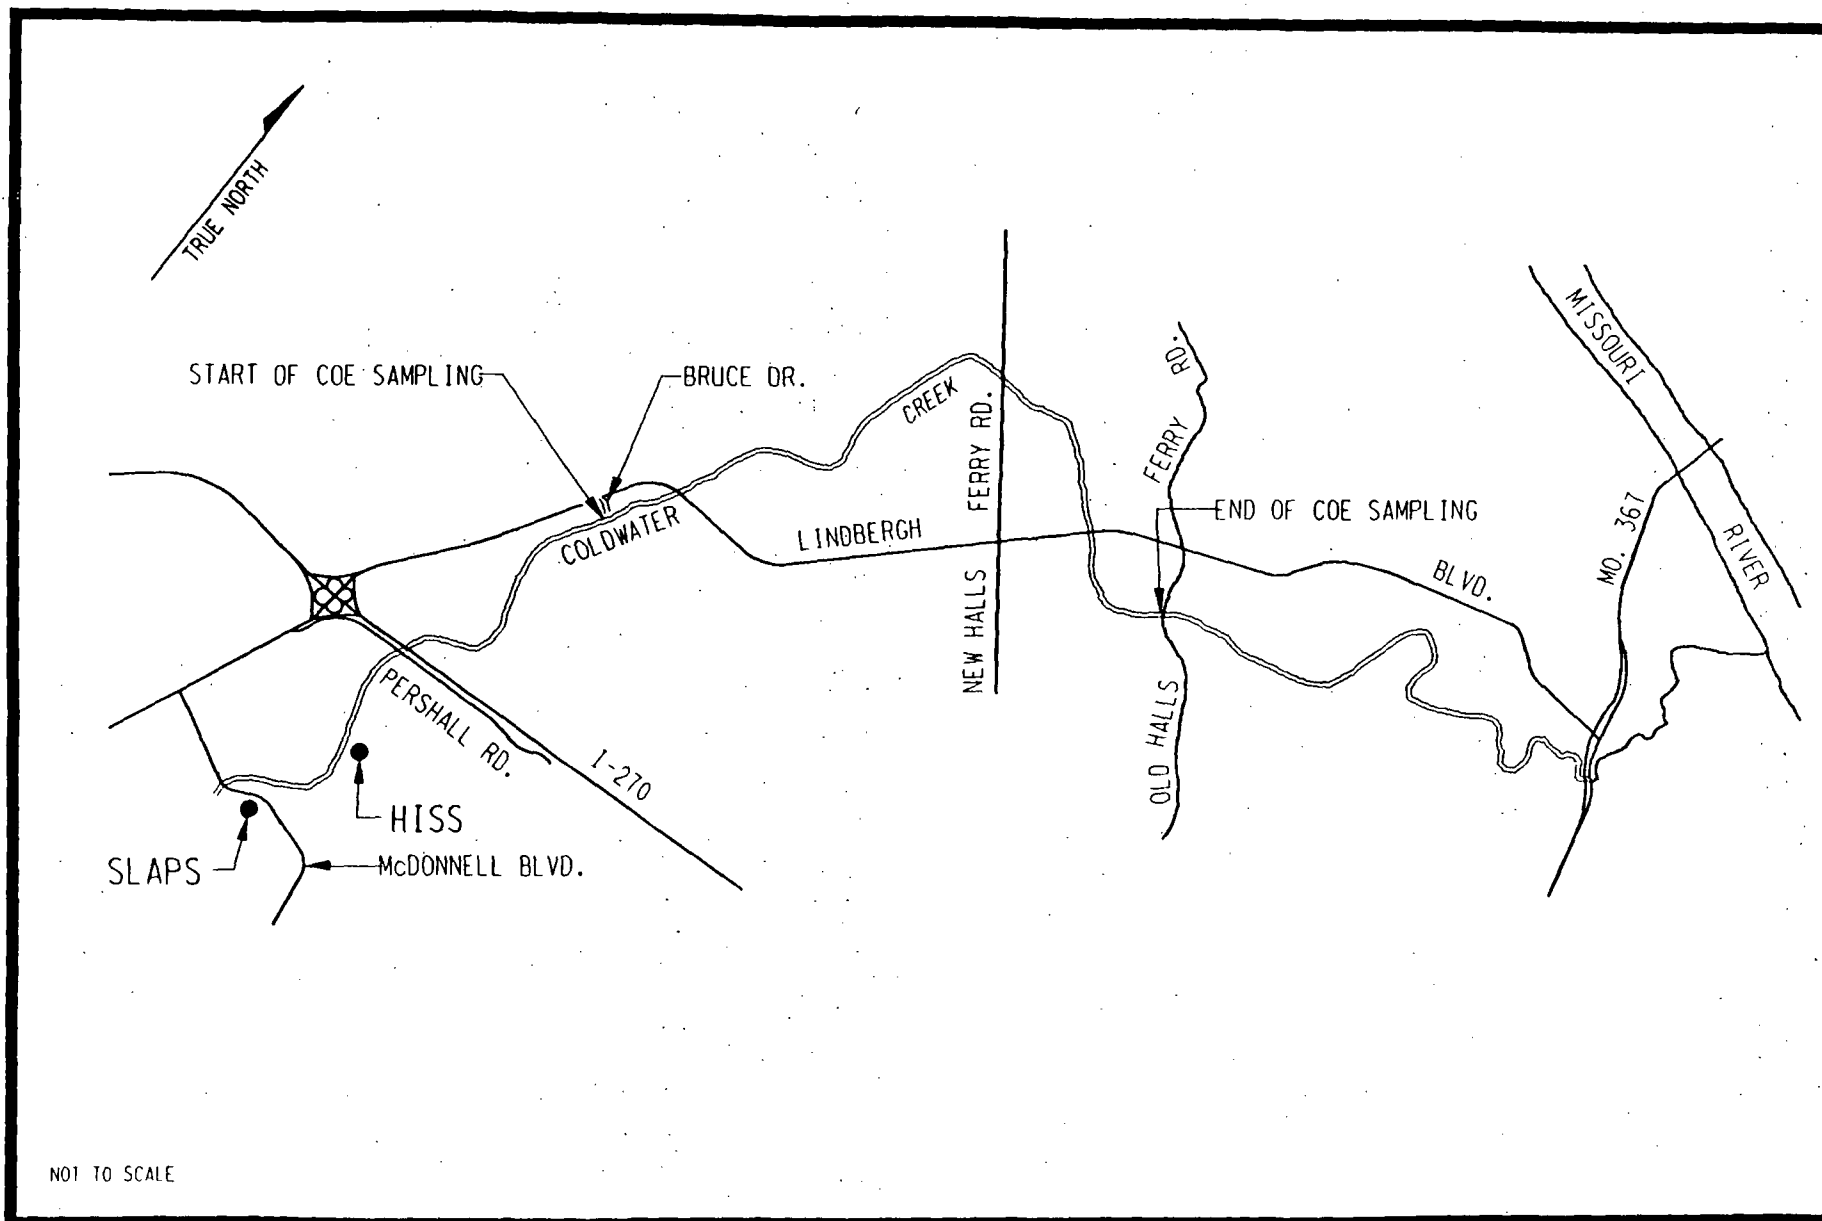 TRUE NORTH
START OF COE SAMPLING
BRUCE DR.
COLDWATER
CREEK
NEW HALLS FERRY RD.
OLD HALLS FERRY RD.
END OF COE SAMPLING
LINDBERGH
BLVD.
MISSOURI
RIVER
MO. 367
PERSHALL RD.
I-270
HISS
SLAPS
McDONNELL BLVD.
NOT TO SCALE